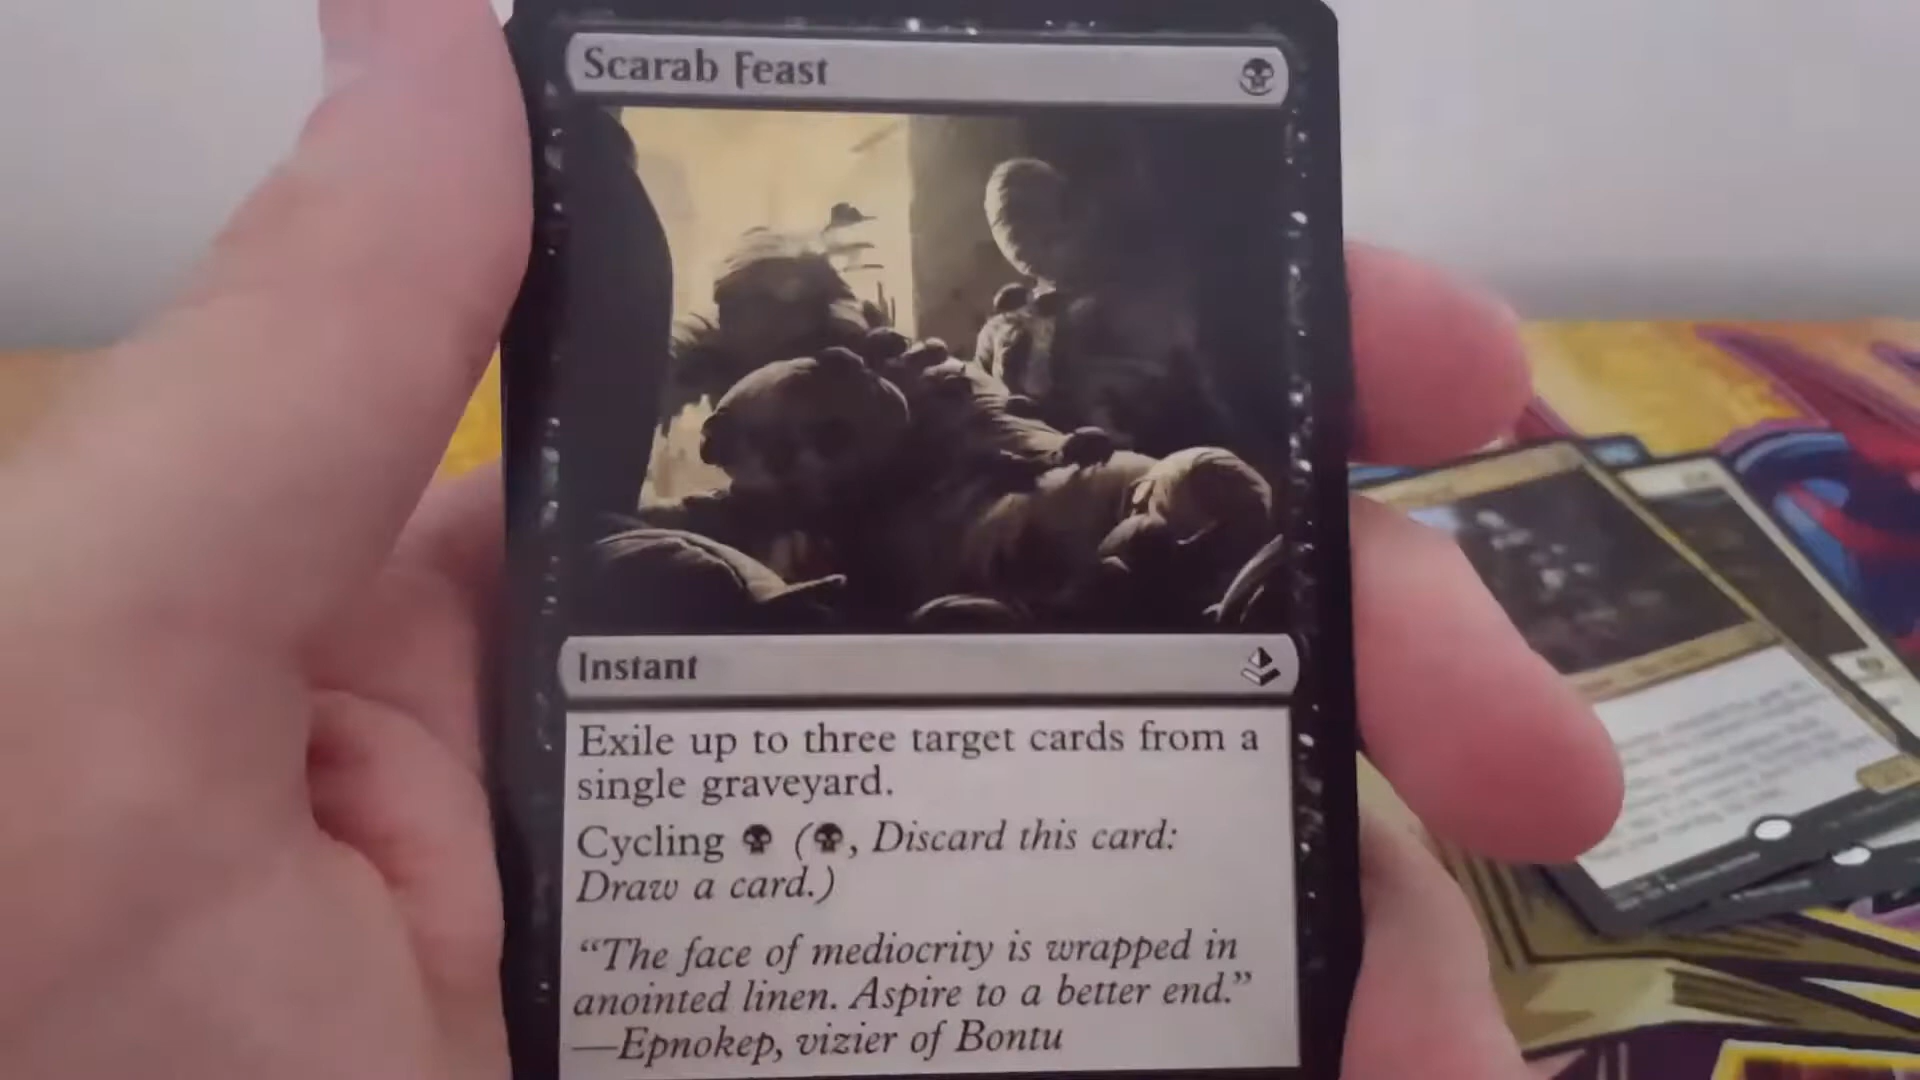 Scarab Feast
Instant
Exile up to three target cards from a
single graveyard.
Cycling (, Discard this card:
Draw a card.)
“The face of mediocrity is wrapped in
anointed linen. Aspire to a better end.”
—Epnokep, vizier of Bontu